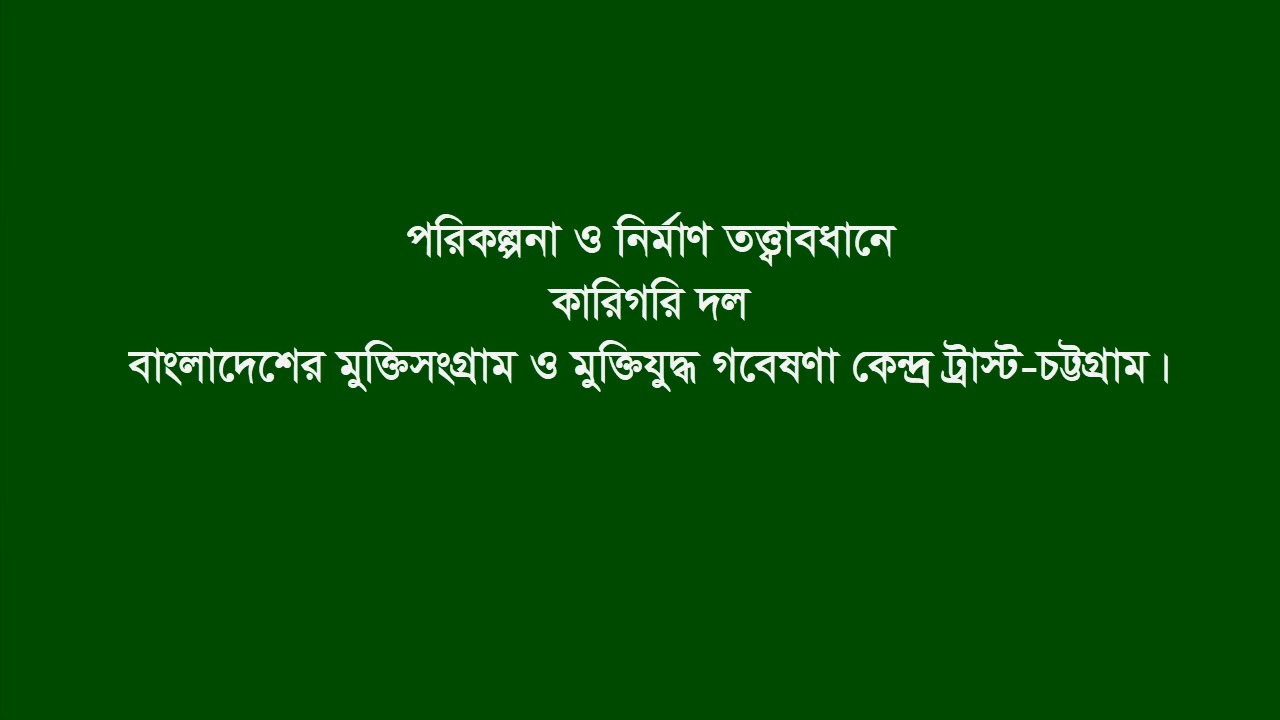 পরিকল্পনা ও নির্মাণ তত্ত্বাবধানে
কারিগরি দল
বাংলাদেশের মুক্তিসংগ্রাম ও মুক্তিযুদ্ধ গবেষণা কেন্দ্র ট্রাস্ট-চট্টগ্রাম।